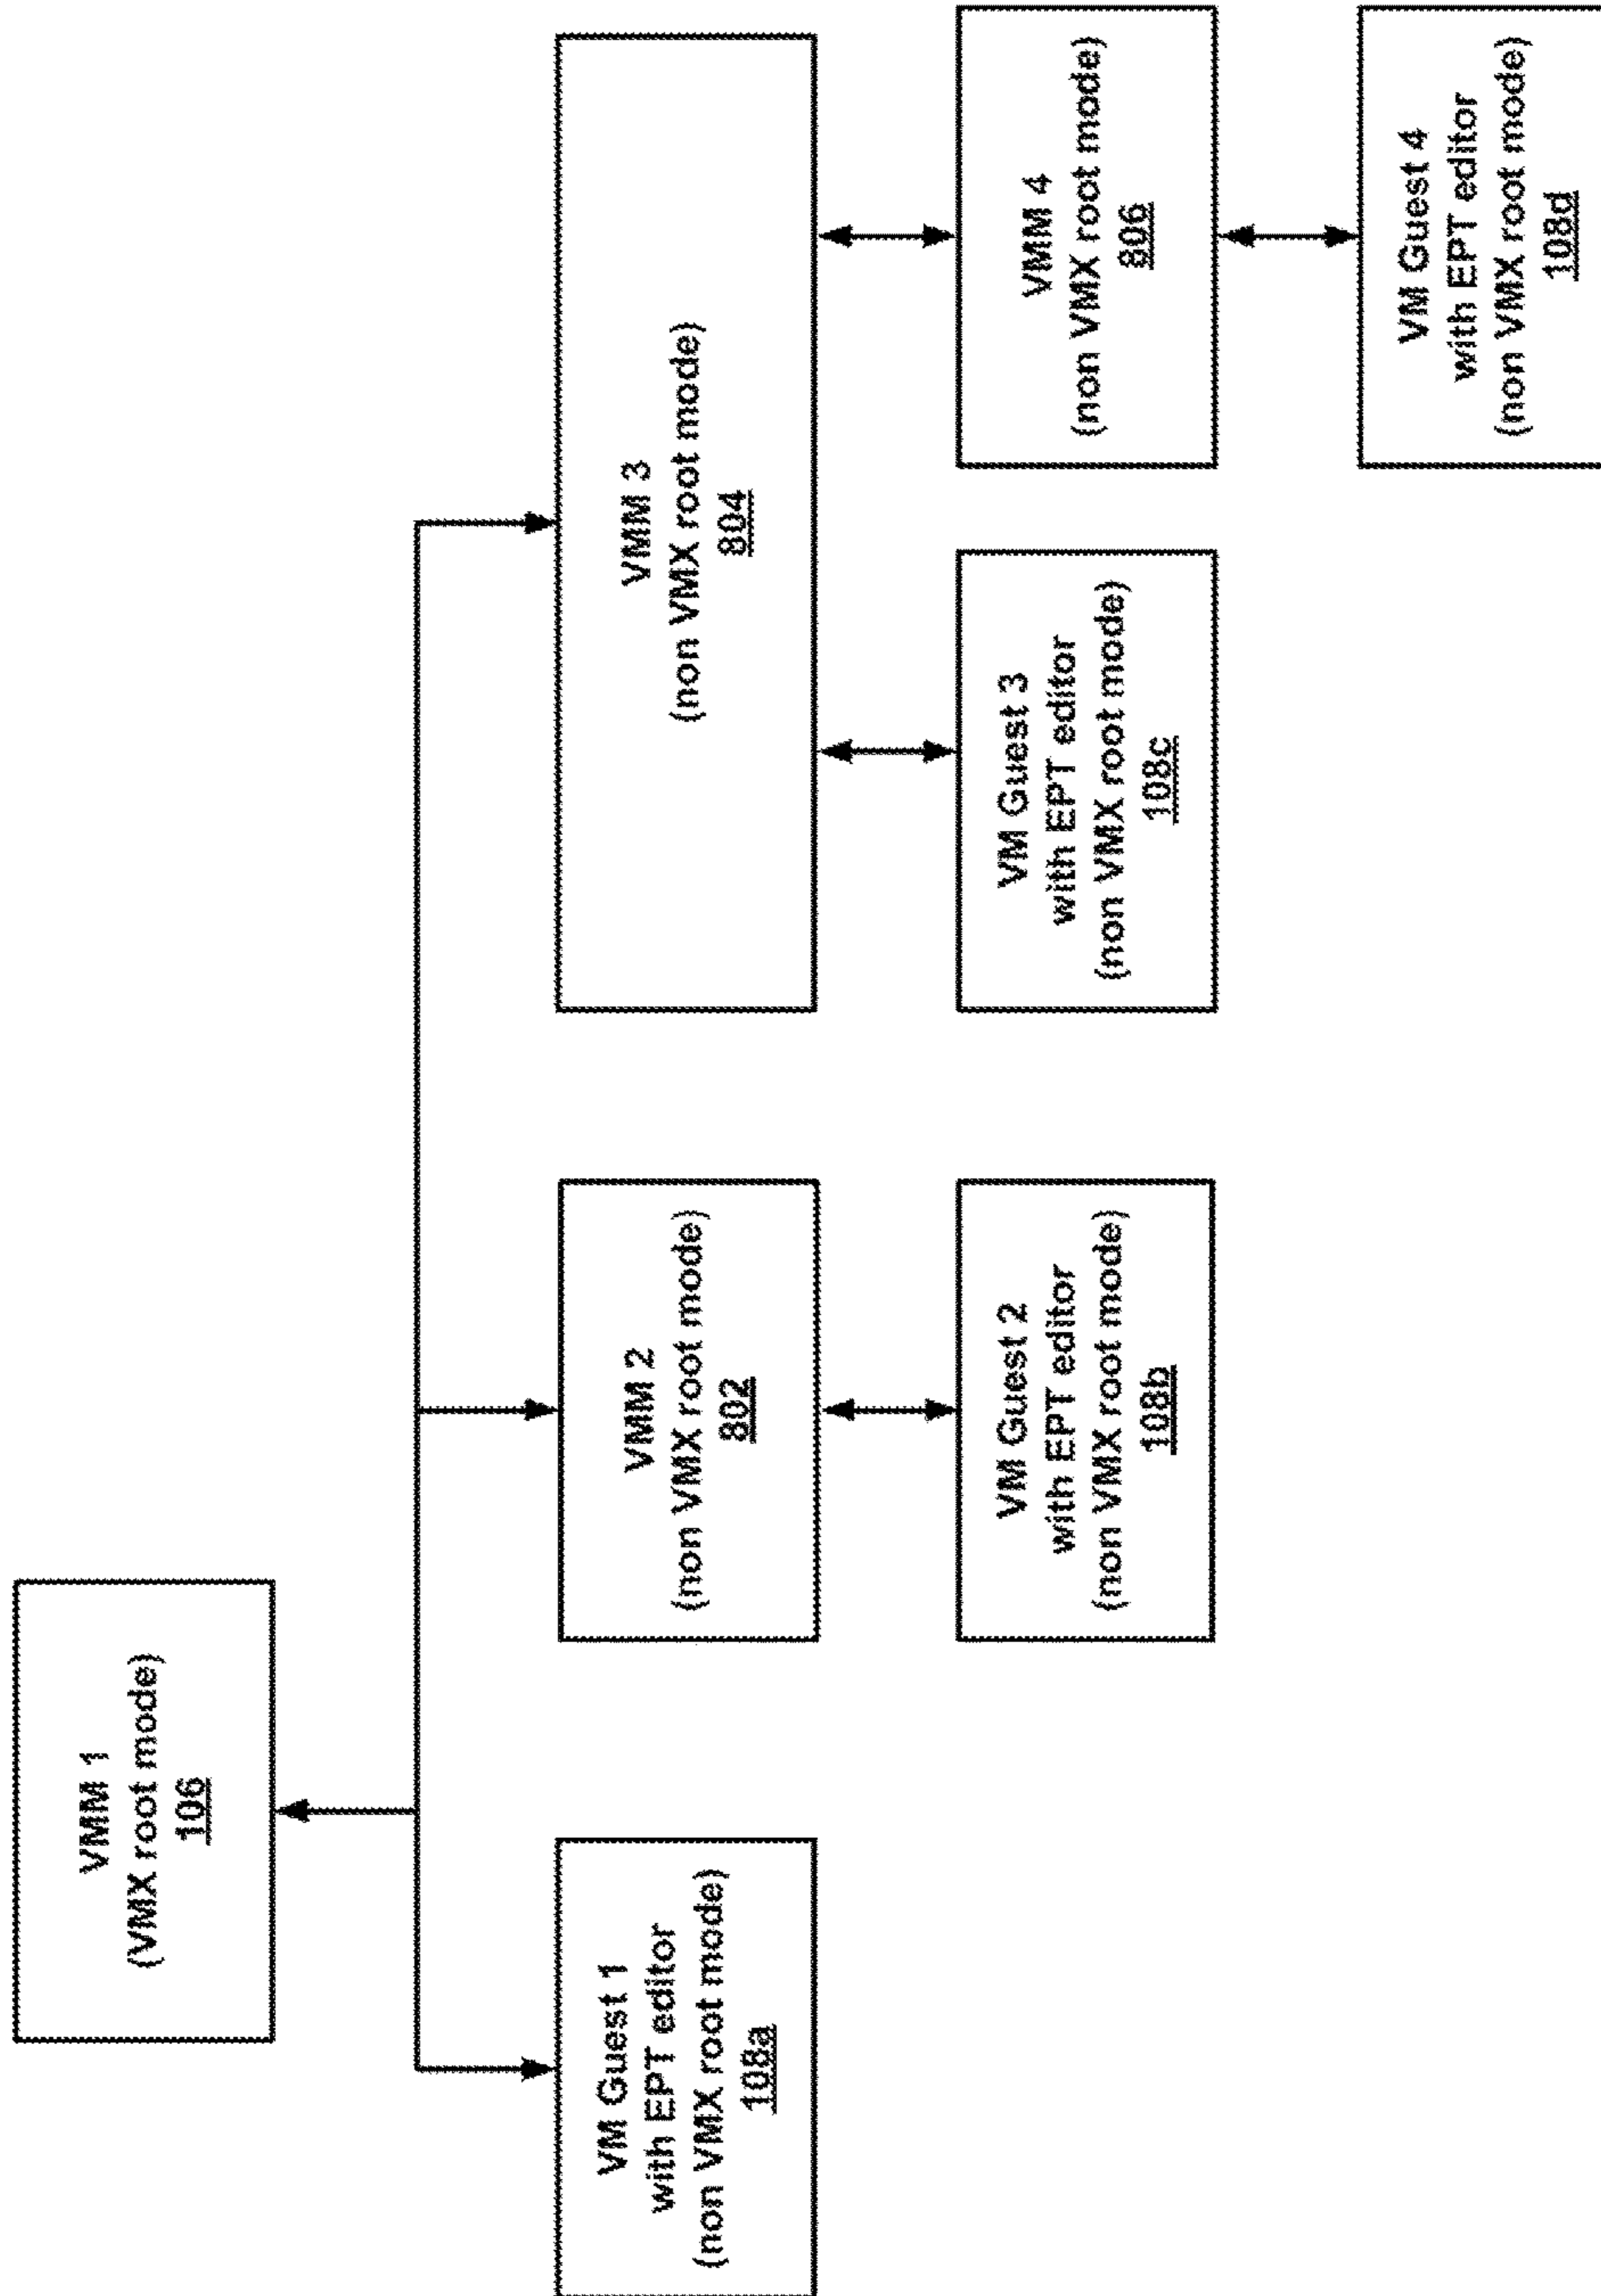 VMM 1
(VMX root mode)
106
VM Guest 1
with EPT editor
(non VMX root mode)
108a
VMM 2
(non VMX root mode)
802
VMM 3
(non VMX root mode)
804
VM Guest 2
with EPT editor
(non VMX root mode)
108b
VM Guest 3
with EPT editor
(non VMX root mode)
108c
VMM 4
(non VMX root mode)
806
VM Guest 4
with EPT editor
(non VMX root mode)
108d